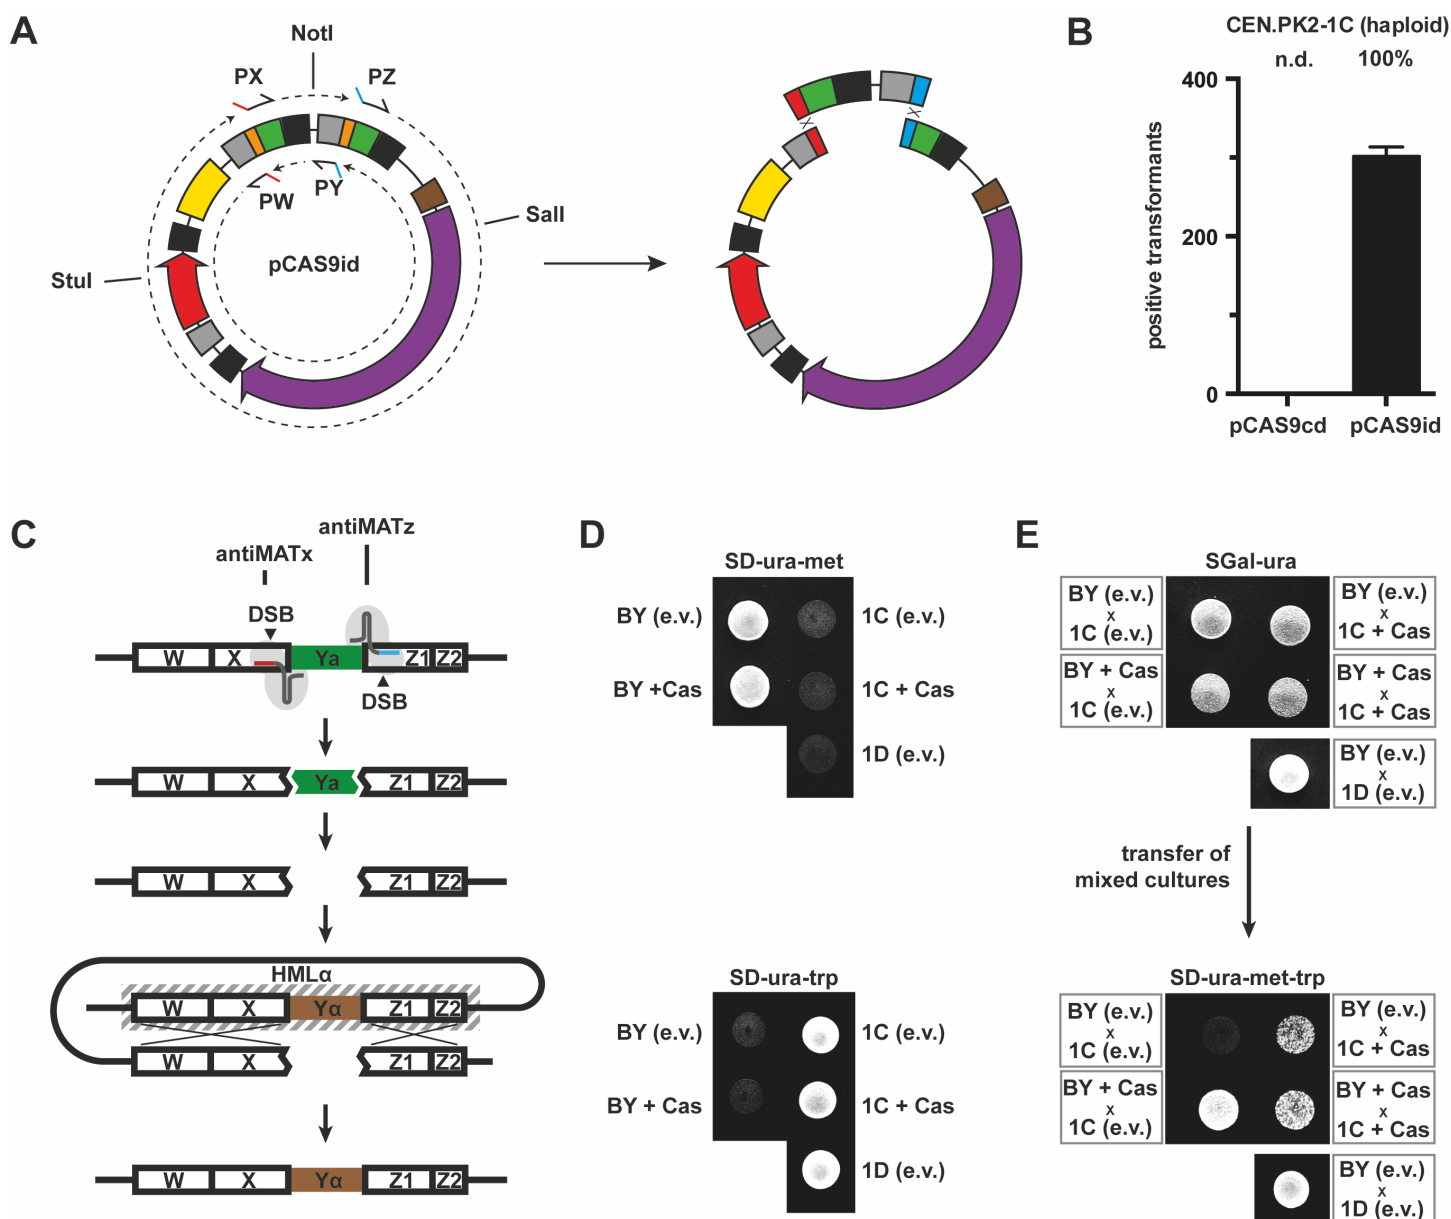 A
NotI
PX
PZ
PW
PY
pCAS9id
SalI
StuI
B
CEN.PK2-1C (haploid)
n.d.
100%
400
200
0
positive transformants
pCAS9cd
pCAS9id
C
antiMATz
antiMATx
DSB
W
X
Ya
Z1
Z2
DSB
W
X
Ya
Z1
Z2
W
X
Z1
Z2
HMLα
W
X
Yα
Z1
Z2
W
X
Z1
Z2
W
X
Yα
Z1
Z2
D
SD-ura-met
BY (e.v.)
1C (e.v.)
BY +Cas
1C + Cas
1D (e.v.)
SD-ura-trp
BY (e.v.)
1C (e.v.)
BY + Cas
1C + Cas
1D (e.v.)
E
SGal-ura
BY (e.v.)
x
1C (e.v.)
BY (e.v.)
x
1C + Cas
BY + Cas
x
1C (e.v.)
BY + Cas
x
1C + Cas
BY (e.v.)
x
1D (e.v.)
transfer of
mixed cultures
SD-ura-met-trp
BY (e.v.)
x
1C (e.v.)
BY (e.v.)
x
1C + Cas
BY + Cas
x
1C (e.v.)
BY + Cas
x
1C + Cas
BY (e.v.)
x
1D (e.v.)